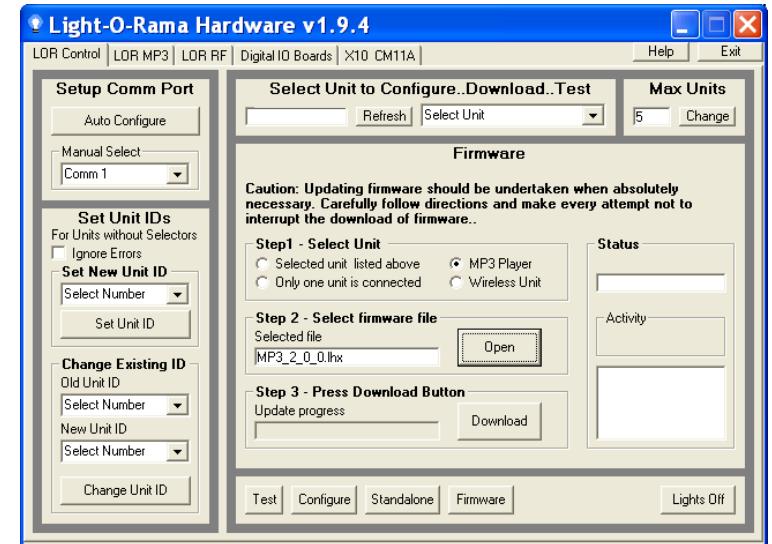 Light-O-Rama Hardware v1.9.4
LOR Control LOR MP3 LOR RF Digital IO Boards X10 CM11A Help Exit
Setup Comm Port
Auto Configure
Manual Select
Comm 1
Set Unit IDs
For Units without Selectors
Ignore Errors
Set New Unit ID
Select Number
Set Unit ID
Change Existing ID
Old Unit ID
Select Number
New Unit ID
Select Number
Change Unit ID
Select Unit to Configure..Download..Test
Refresh Select Unit
Max Units
5 Change
Firmware
Caution: Updating firmware should be undertaken when absolutely
necessary. Carefully follow directions and make every attempt not to
interrupt the download of firmware..
Step1 - Select Unit
Selected unit listed above MP3 Player
Only one unit is connected Wireless Unit
Step 2 - Select firmware file
Selected file
MP3_2_0_0.lhx Open
Step 3 - Press Download Button
Update progress
Download
Status
Activity
Test Configure Standalone Firmware Lights Off